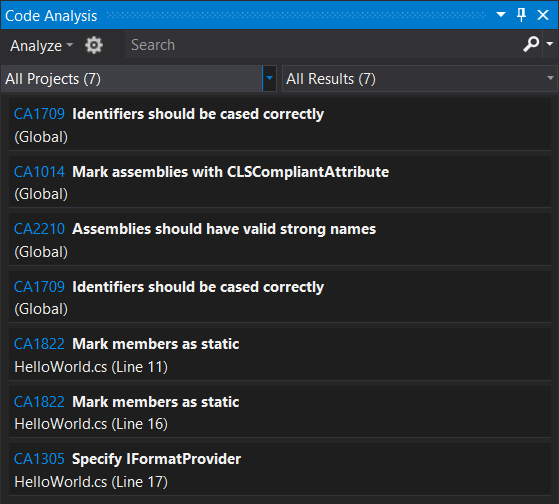 Code Analysis
Analyze Search
All Projects (7) All Results (7)
CA1709 Identifiers should be cased correctly
(Global)
CA1014 Mark assemblies with CLSCompliantAttribute
(Global)
CA2210 Assemblies should have valid strong names
(Global)
CA1709 Identifiers should be cased correctly
(Global)
CA1822 Mark members as static
HelloWorld.cs (Line 11)
CA1822 Mark members as static
HelloWorld.cs (Line 16)
CA1305 Specify IFormatProvider
HelloWorld.cs (Line 17)